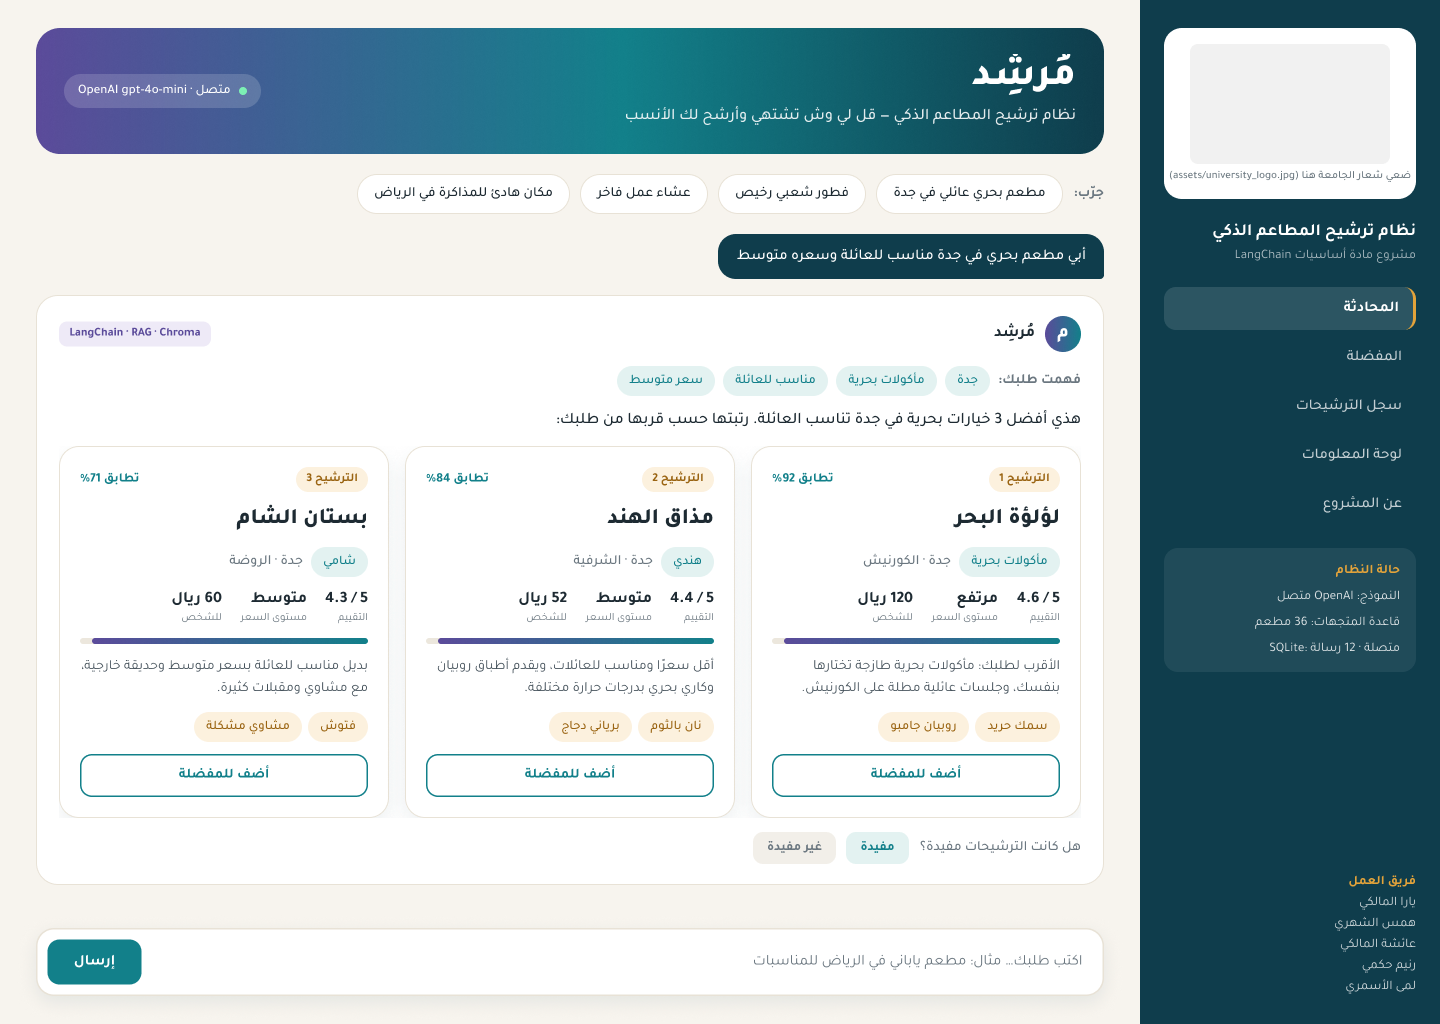 ضعي شعار الجامعة هنا (assets/university_logo.jpg)
نظام ترشيح المطاعم الذكي
مشروع مادة أساسيات LangChain
المحادثة
المفضلة
سجل الترشيحات
لوحة المعلومات
عن المشروع
حالة النظام
النموذج: OpenAI متصل
قاعدة المتجهات: 36 مطعم
متصلة · 12 رسالة :SQLite
فريق العمل
يارا المالكي
همس الشهري
عائشة المالكي
رنيم حكمي
لمى الأسمري
مُرشِد
نظام ترشيح المطاعم الذكي — قل لي وش تشتهي وأرشح لك الأنسب
متصل · OpenAI gpt-4o-mini
جرّب:
مطعم بحري عائلي في جدة
فطور شعبي رخيص
عشاء عمل فاخر
مكان هادئ للمذاكرة في الرياض
أبي مطعم بحري في جدة مناسب للعائلة وسعره متوسط
م
مُرشِد
LangChain · RAG · Chroma
فهمت طلبك:
جدة
مأكولات بحرية
مناسب للعائلة
سعر متوسط
هذي أفضل 3 خيارات بحرية في جدة تناسب العائلة. رتبتها حسب قربها من طلبك:
الترشيح 1
تطابق 92%
لؤلؤة البحر
مأكولات بحرية
جدة · الكورنيش
4.6 / 5
مرتفع
120 ريال
التقييم
مستوى السعر
للشخص
الأقرب لطلبك: مأكولات بحرية طازجة تختارها
بنفسك، وجلسات عائلية مطلة على الكورنيش.
سمك حريد
روبيان جامبو
أضف للمفضلة
الترشيح 2
تطابق 84%
مذاق الهند
هندي
جدة · الشرفية
4.4 / 5
متوسط
52 ريال
التقييم
مستوى السعر
للشخص
أقل سعرًا ومناسب للعائلات، ويقدم أطباق روبيان
وكاري بحري بدرجات حرارة مختلفة.
نان بالثوم
برياني دجاج
أضف للمفضلة
الترشيح 3
تطابق 71%
بستان الشام
شامي
جدة · الروضة
4.3 / 5
متوسط
60 ريال
التقييم
مستوى السعر
للشخص
بديل مناسب للعائلة بسعر متوسط وحديقة خارجية،
مع مشاوي ومقبلات كثيرة.
فتوش
مشاوي مشكلة
أضف للمفضلة
هل كانت الترشيحات مفيدة؟
مفيدة
غير مفيدة
اكتب طلبك… مثال: مطعم ياباني في الرياض للمناسبات
إرسال